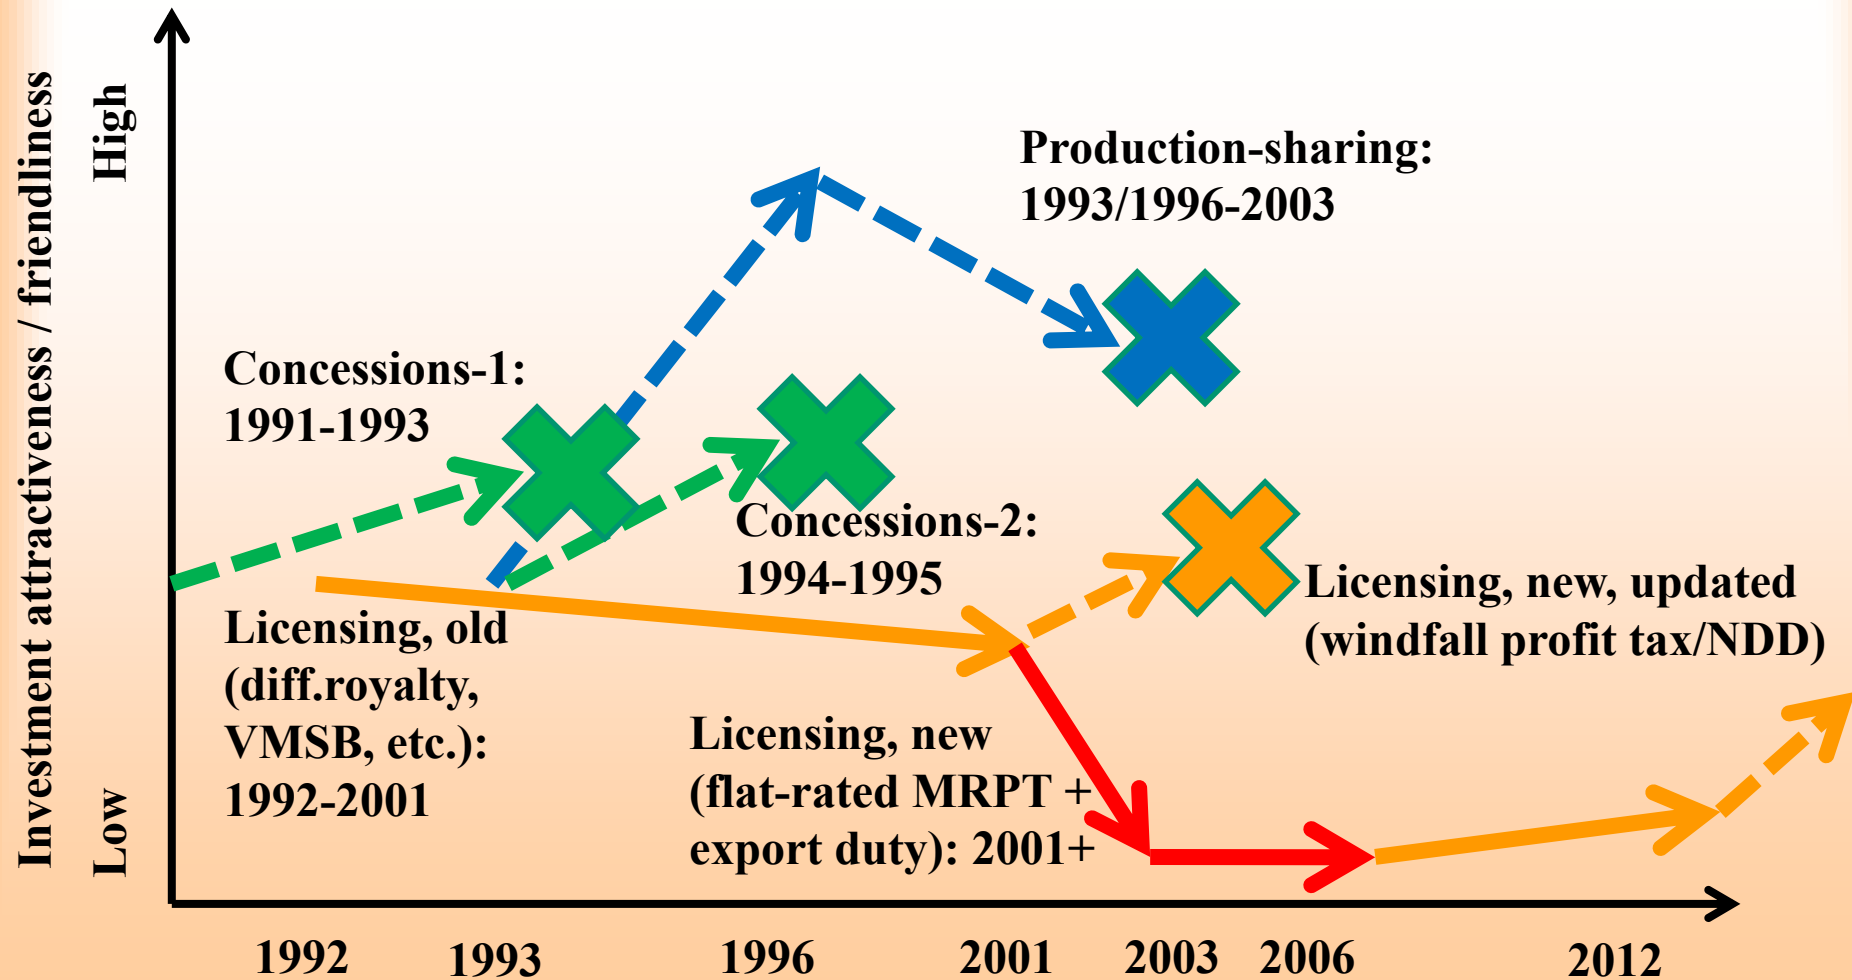 Investment attractiveness / friendliness
High
Low
Production-sharing:
1993/1996-2003
Concessions-1:
1991-1993
Concessions-2:
1994-1995
Licensing, new, updated
(windfall profit tax/NDD)
Licensing, old
(diff.royalty,
VMSB, etc.):
1992-2001
Licensing, new
(flat-rated MRPT +
export duty): 2001+
1992 1993 1996 2001 2003 2006 2012